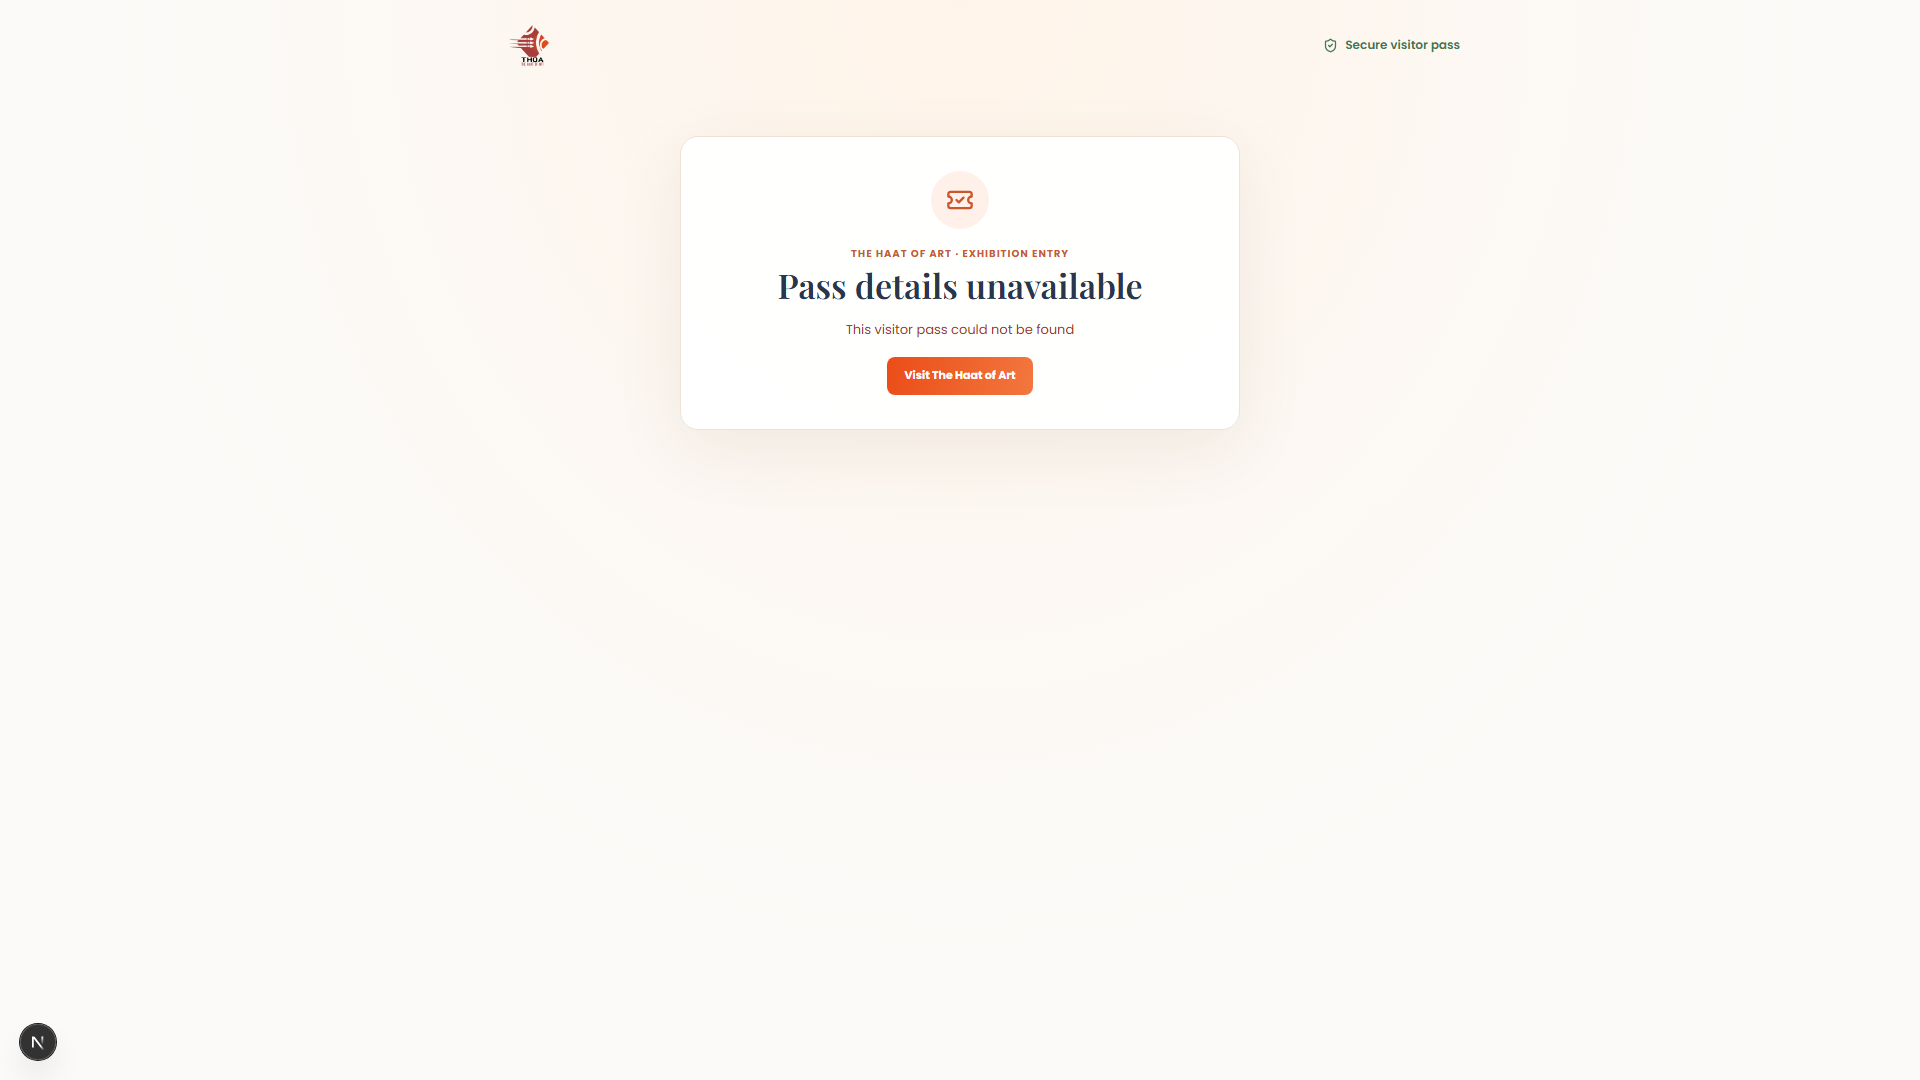 THOA
Secure visitor pass
THE HAAT OF ART · EXHIBITION ENTRY
Pass details unavailable
This visitor pass could not be found
Visit The Haat of Art
N